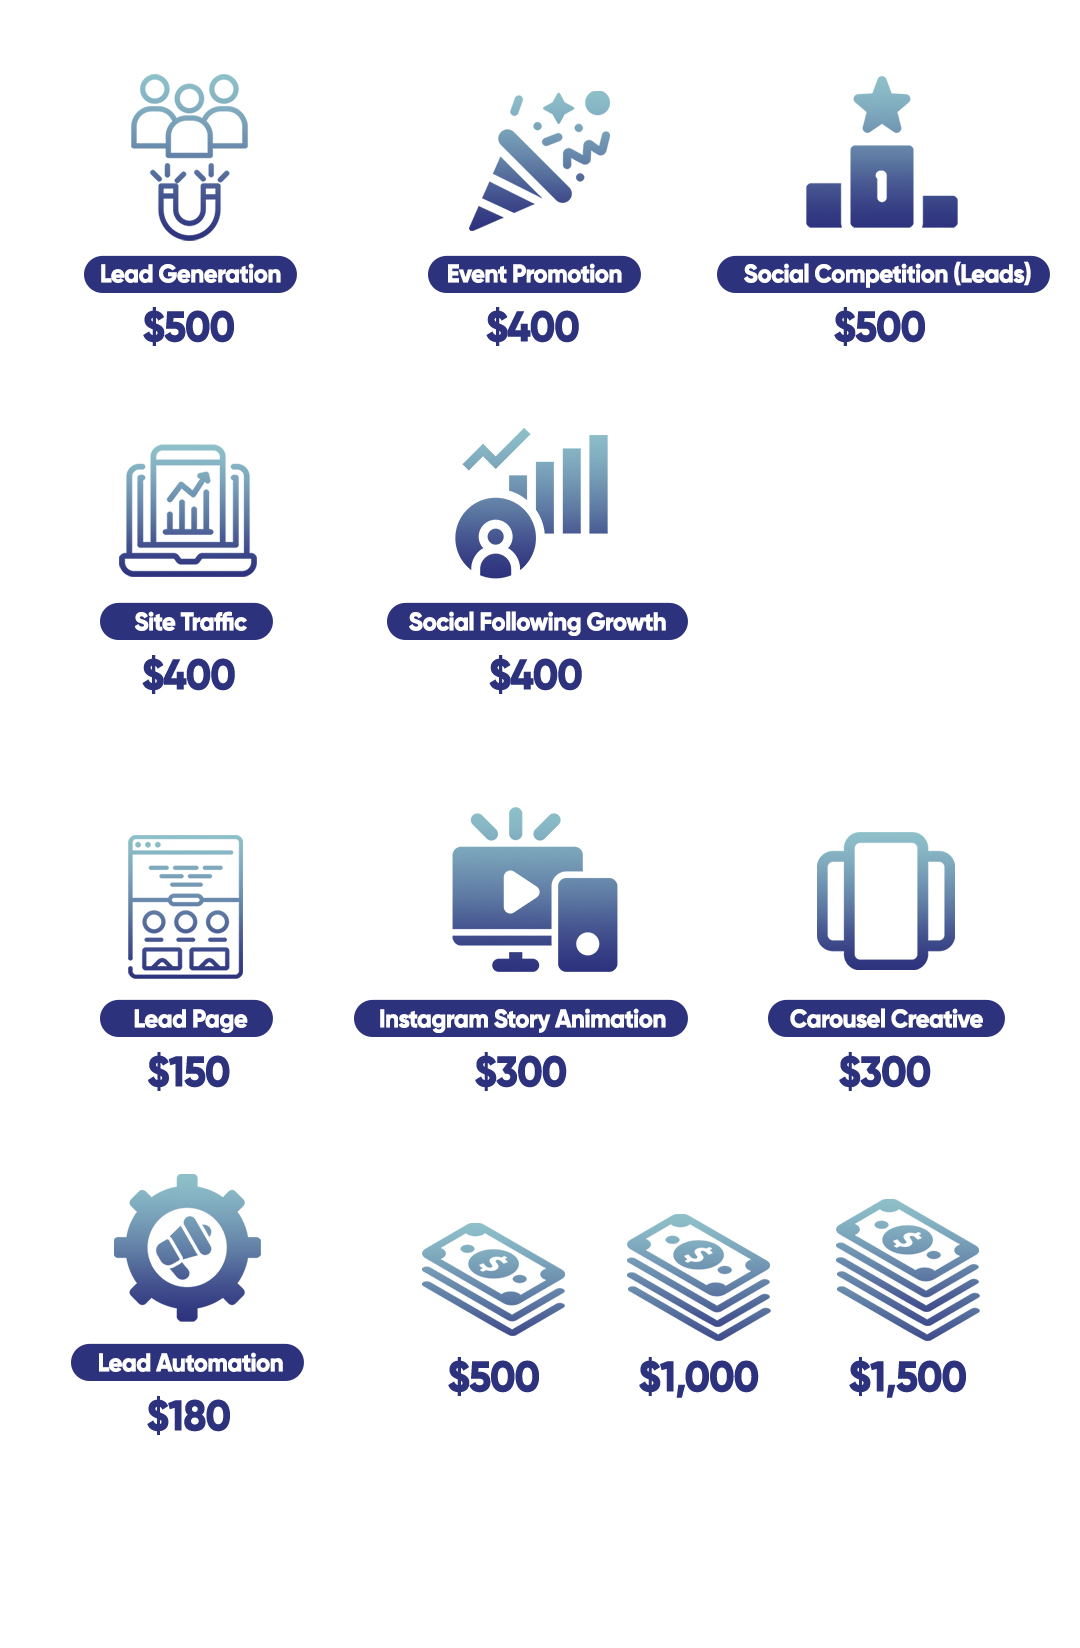 1
Lead Generation
Event Promotion
Social Competition (Leads)
$500
$400
$500
Site Traffic
Social Following Growth
$400
$400
Lead Page
Instagram Story Animation
Carousel Creative
$150
$300
$300
$
$
$
Lead Automation
$180
$500
$1,000
$1,500